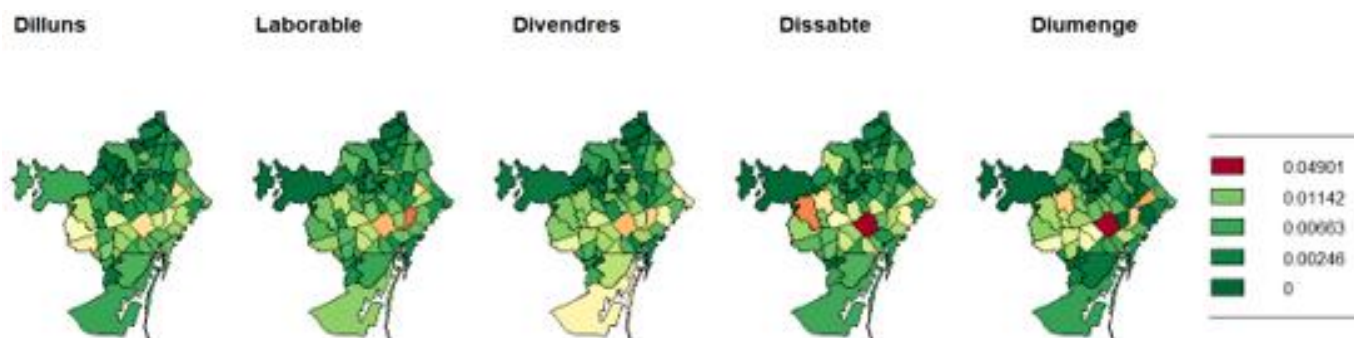 Dilluns
Laborable
Divendres
Dissabte
Diumenge
0.04901
0.01142
0.00663
0.00246
0